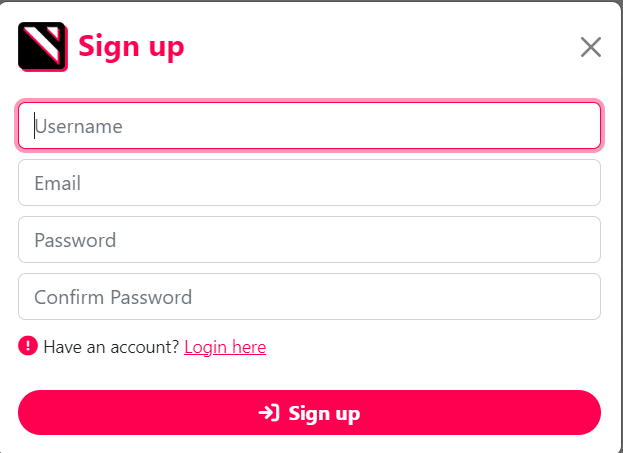 Sign up
Username
Email
Password
Confirm Password
Have an account? Login here
Sign up